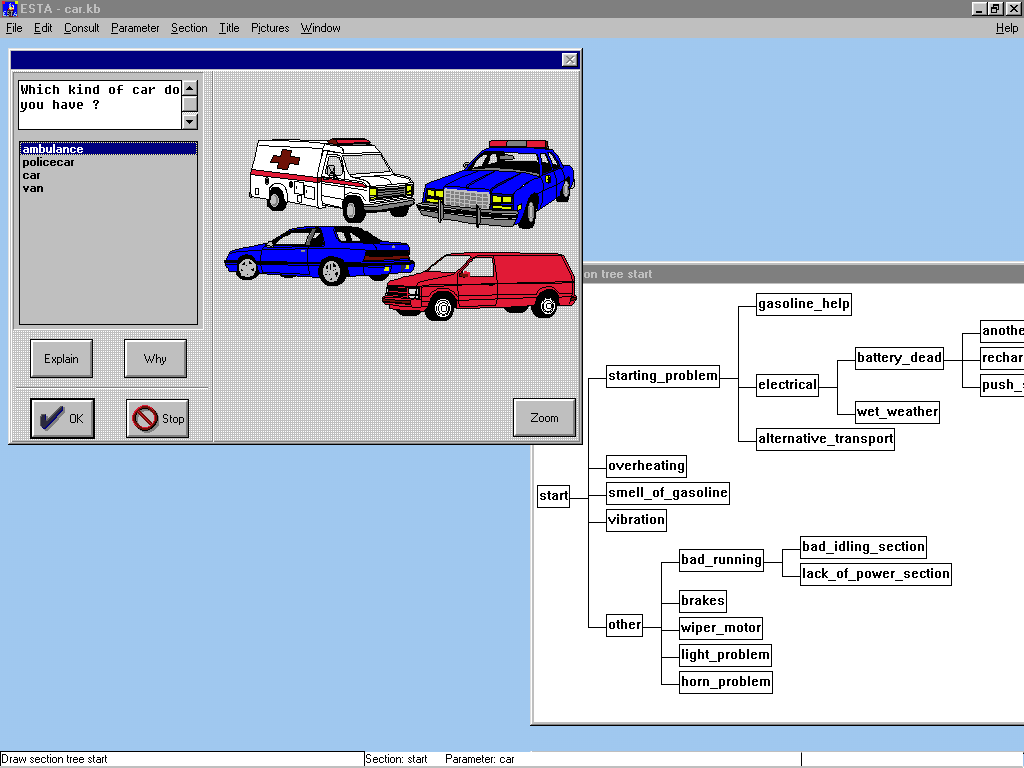 ESTA - car.kb
File Edit Consult Parameter Section Title Pictures Window Help
Which kind of car do
you have ?
ambulance
policecar
car
van
Explain Why
OK Stop Zoom
on tree start
gasoline_help
starting_problem
electrical
battery_dead
anothe
rechar
push_s
wet_weather
alternative_transport
start
overheating
smell_of_gasoline
vibration
other
bad_running
bad_idling_section
lack_of_power_section
brakes
wiper_motor
light_problem
horn_problem
Draw section tree start Section: start Parameter: car